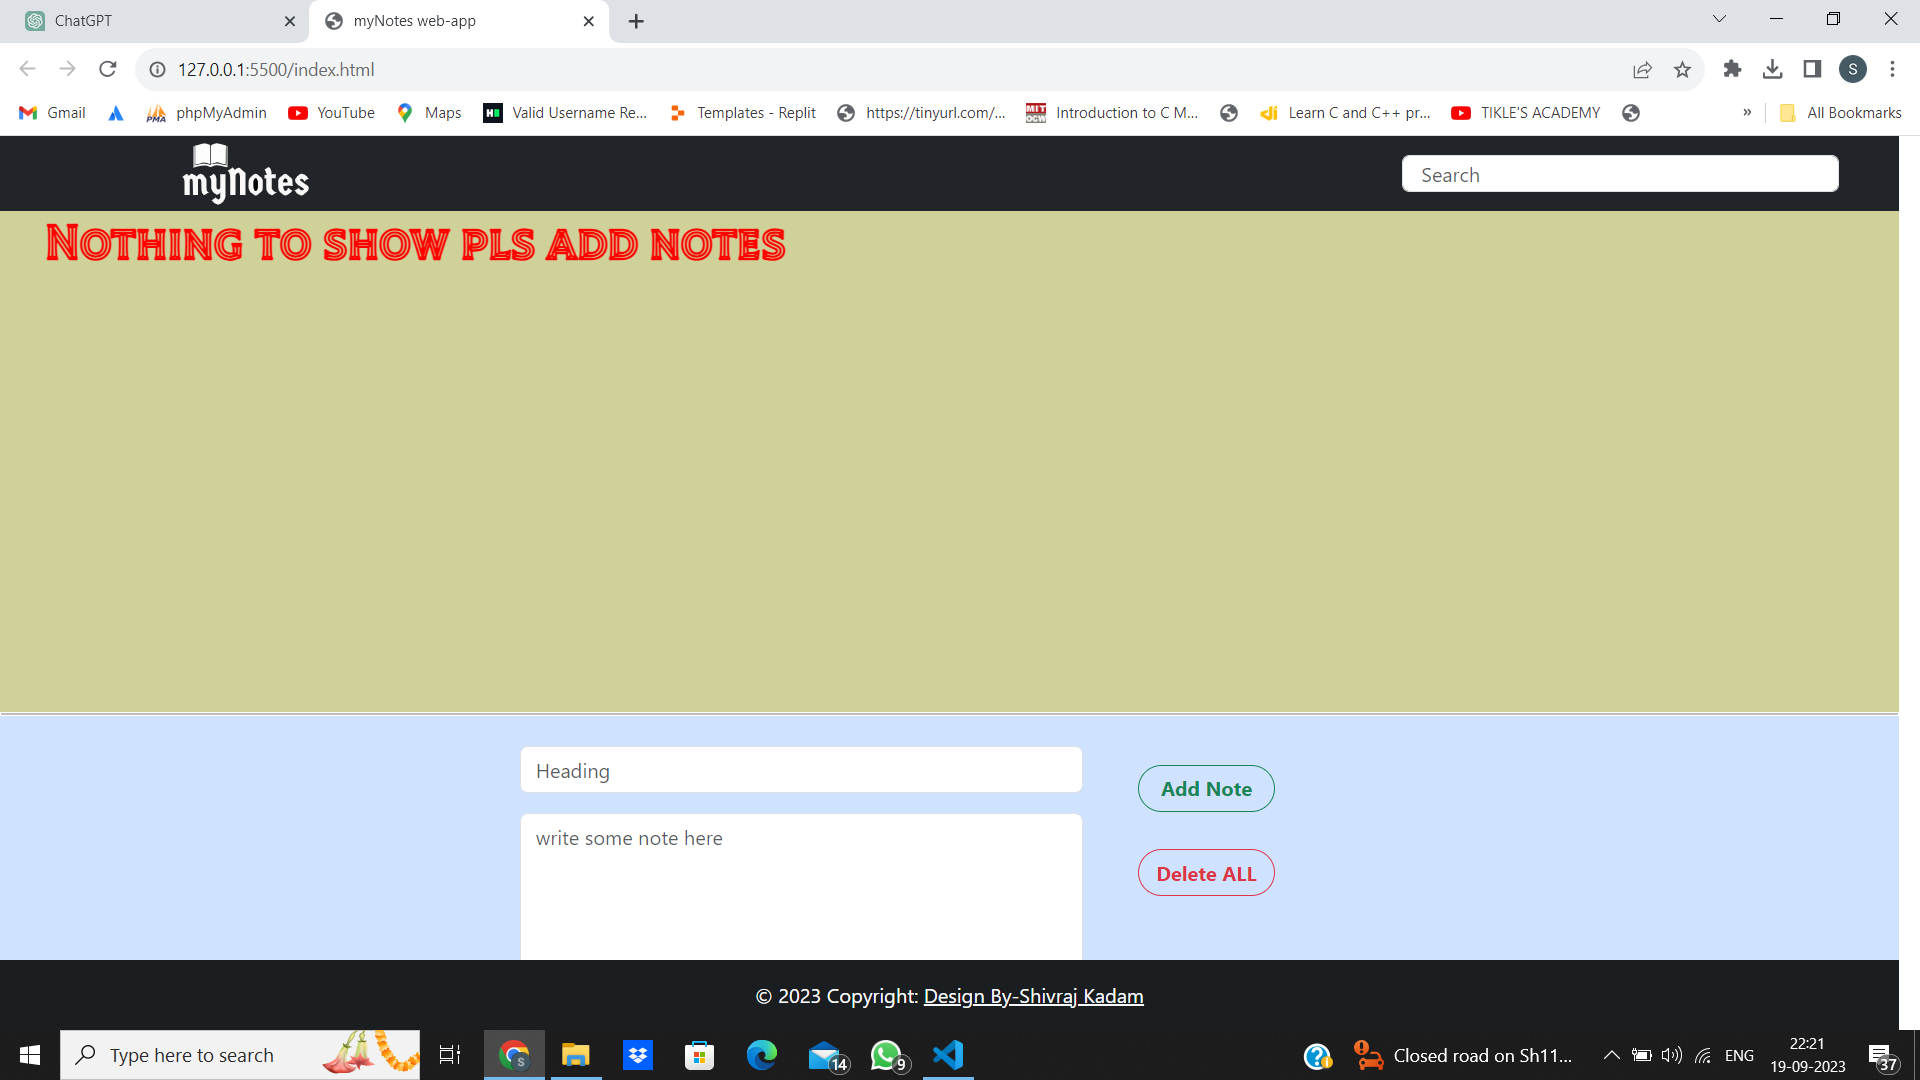 ChatGPT
myNotes web-app
127.0.0.1:5500/index.html
S
Gmail
phpMyAdmin
YouTube
Maps
Valid Username Re...
Templates - Replit
https://tinyurl.com/...
Introduction to C M...
Learn C and C++ pr...
TIKLE'S ACADEMY
»
All Bookmarks
myNotes
Search
Nothing to show pls add notes
Heading
Add Note
write some note here
Delete ALL
© 2023 Copyright: Design By-Shivraj Kadam
Type here to search
14
9
Closed road on Sh11...
ENG
22:21
19-09-2023
37